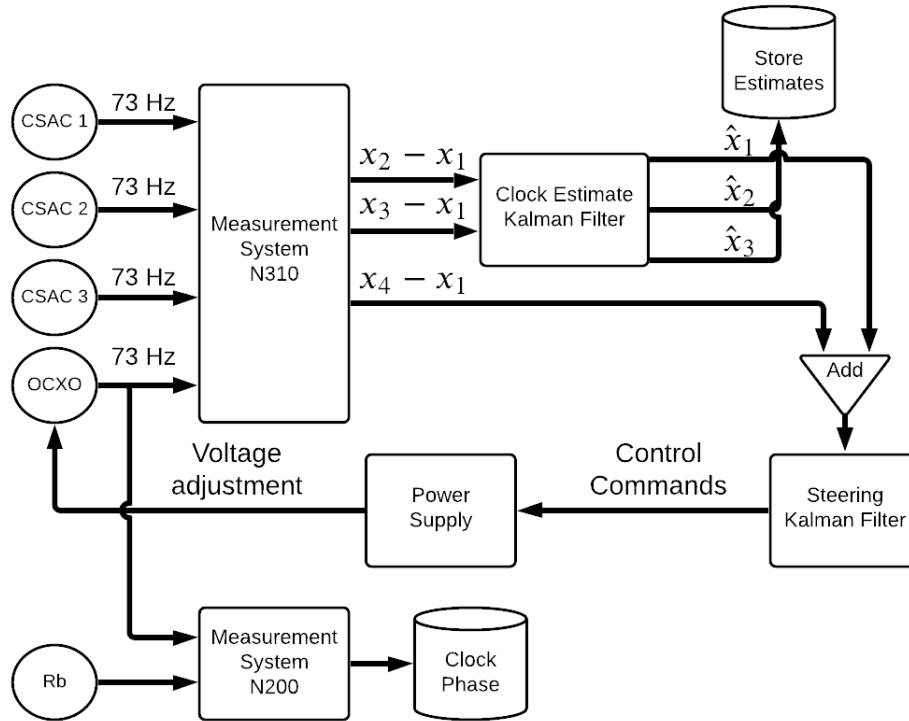 Store
Estimates
CSAC 1
73 Hz
CSAC 2
73 Hz
CSAC 3
73 Hz
OCXO
73 Hz
Measurement
System
N310
x₂ − x₁
x₃ − x₁
x₄ − x₁
Clock Estimate
Kalman Filter
x̂₁
x̂₂
x̂₃
Add
Voltage
adjustment
Power
Supply
Control
Commands
Steering
Kalman Filter
Rb
Measurement
System
N200
Clock
Phase